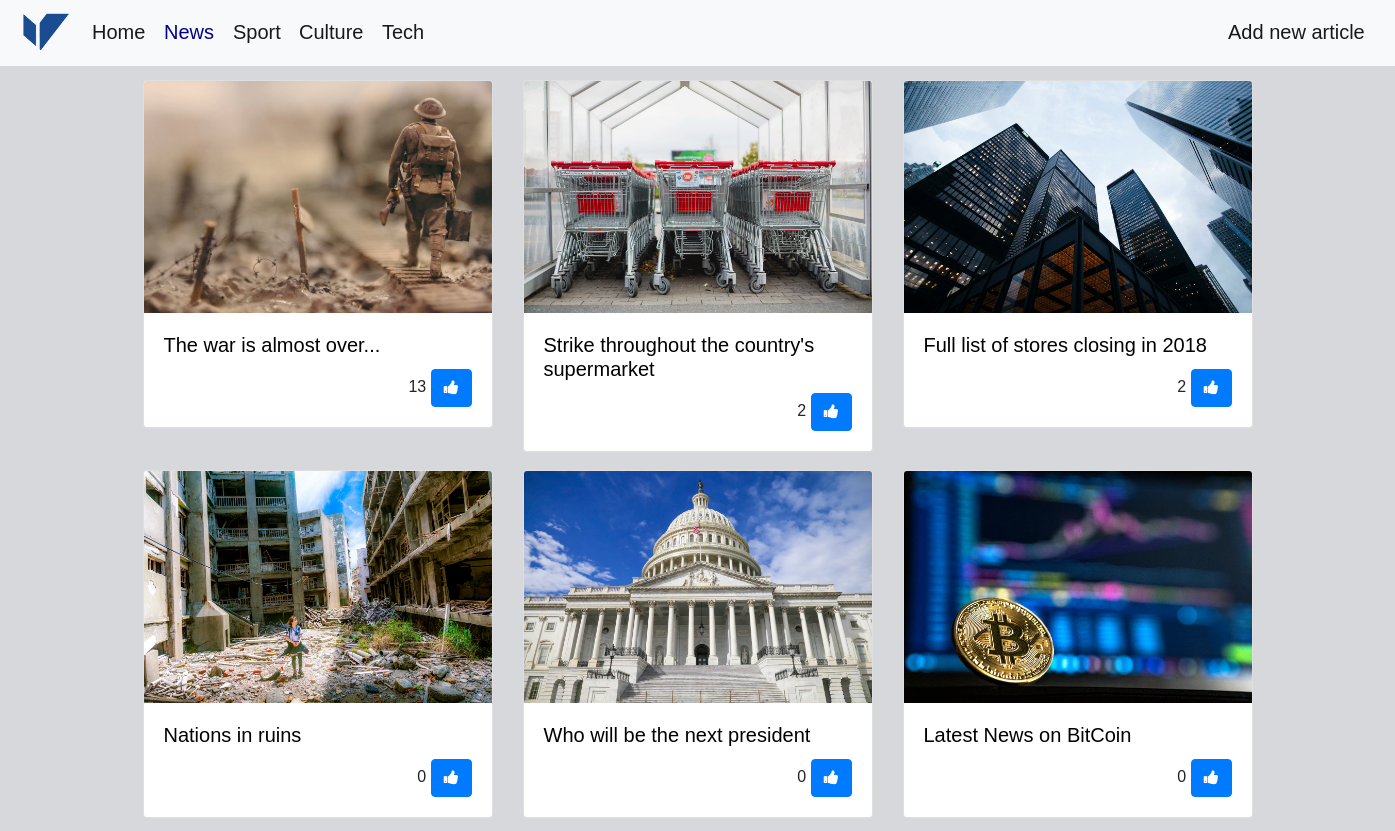 Home News Sport Culture Tech Add new article
The war is almost over...
13
Strike throughout the country's
supermarket
2
Full list of stores closing in 2018
2
Nations in ruins
0
Who will be the next president
0
Latest News on BitCoin
0